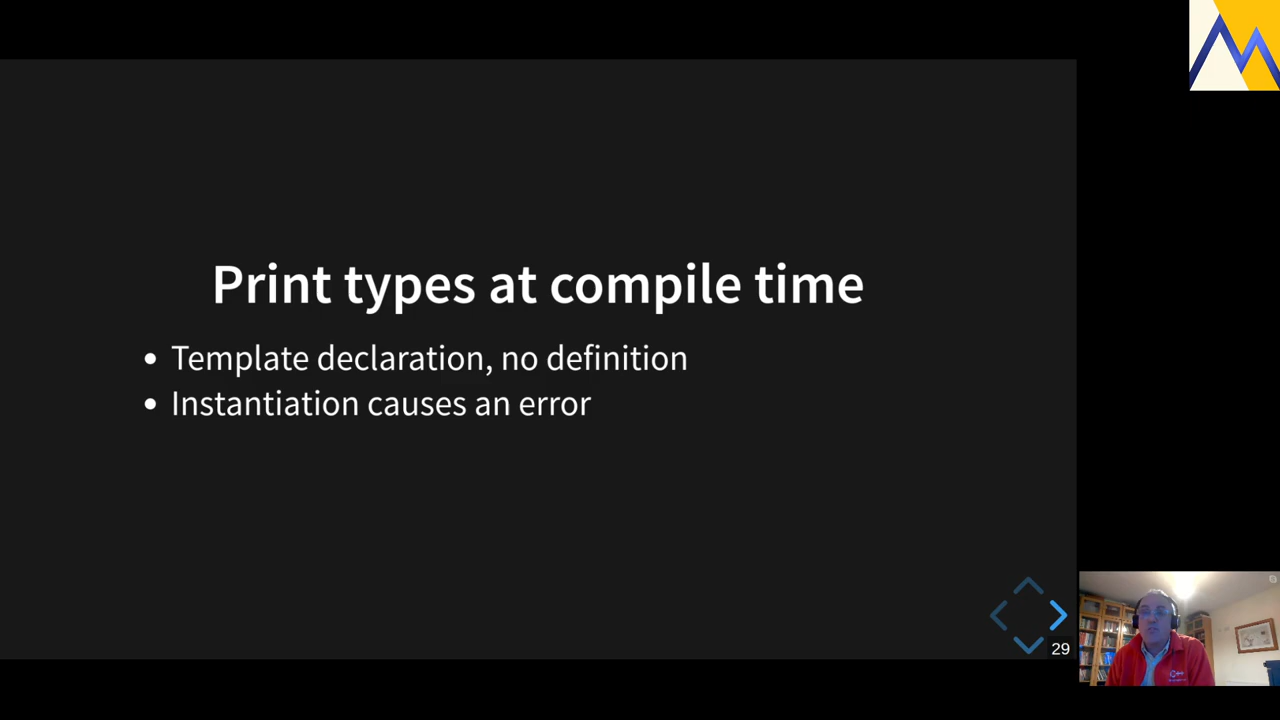 Print types at compile time
• Template declaration, no definition
• Instantiation causes an error
29
C++